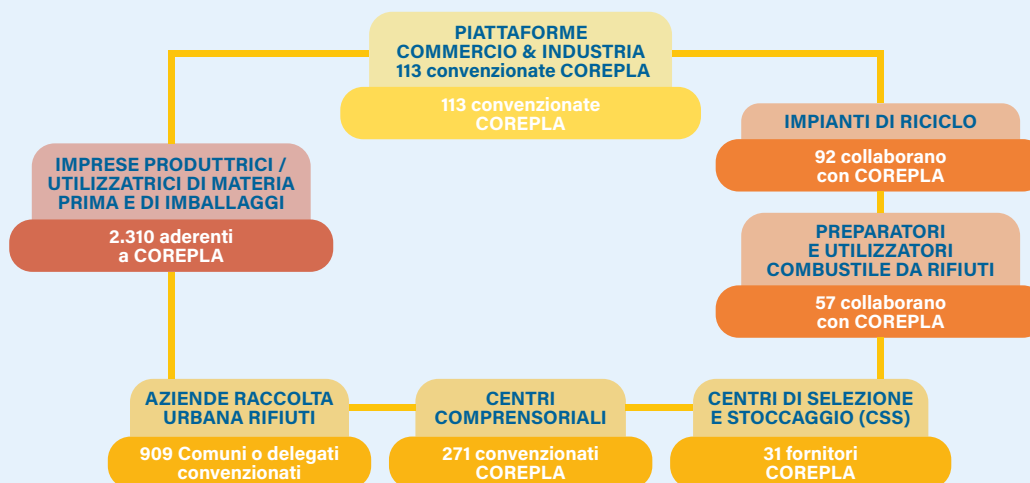 PIATTAFORME
COMMERCIO & INDUSTRIA
113 convenzionate COREPLA
113 convenzionate
COREPLA
IMPIANTI DI RICICLO
92 collaborano
con COREPLA
IMPRESE PRODUTTRICI /
UTILIZZATRICI DI MATERIA
PRIMA E DI IMBALLAGGI
2.310 aderenti
a COREPLA
PREPARATORI
E UTILIZZATORI
COMBUSTILE DA RIFIUTI
57 collaborano
con COREPLA
AZIENDE RACCOLTA
URBANA RIFIUTI
909 Comuni o delegati
convenzionati
CENTRI
COMPRENSORIALI
271 convenzionati
COREPLA
CENTRI DI SELEZIONE
E STOCCAGGIO (CSS)
31 fornitori
COREPLA